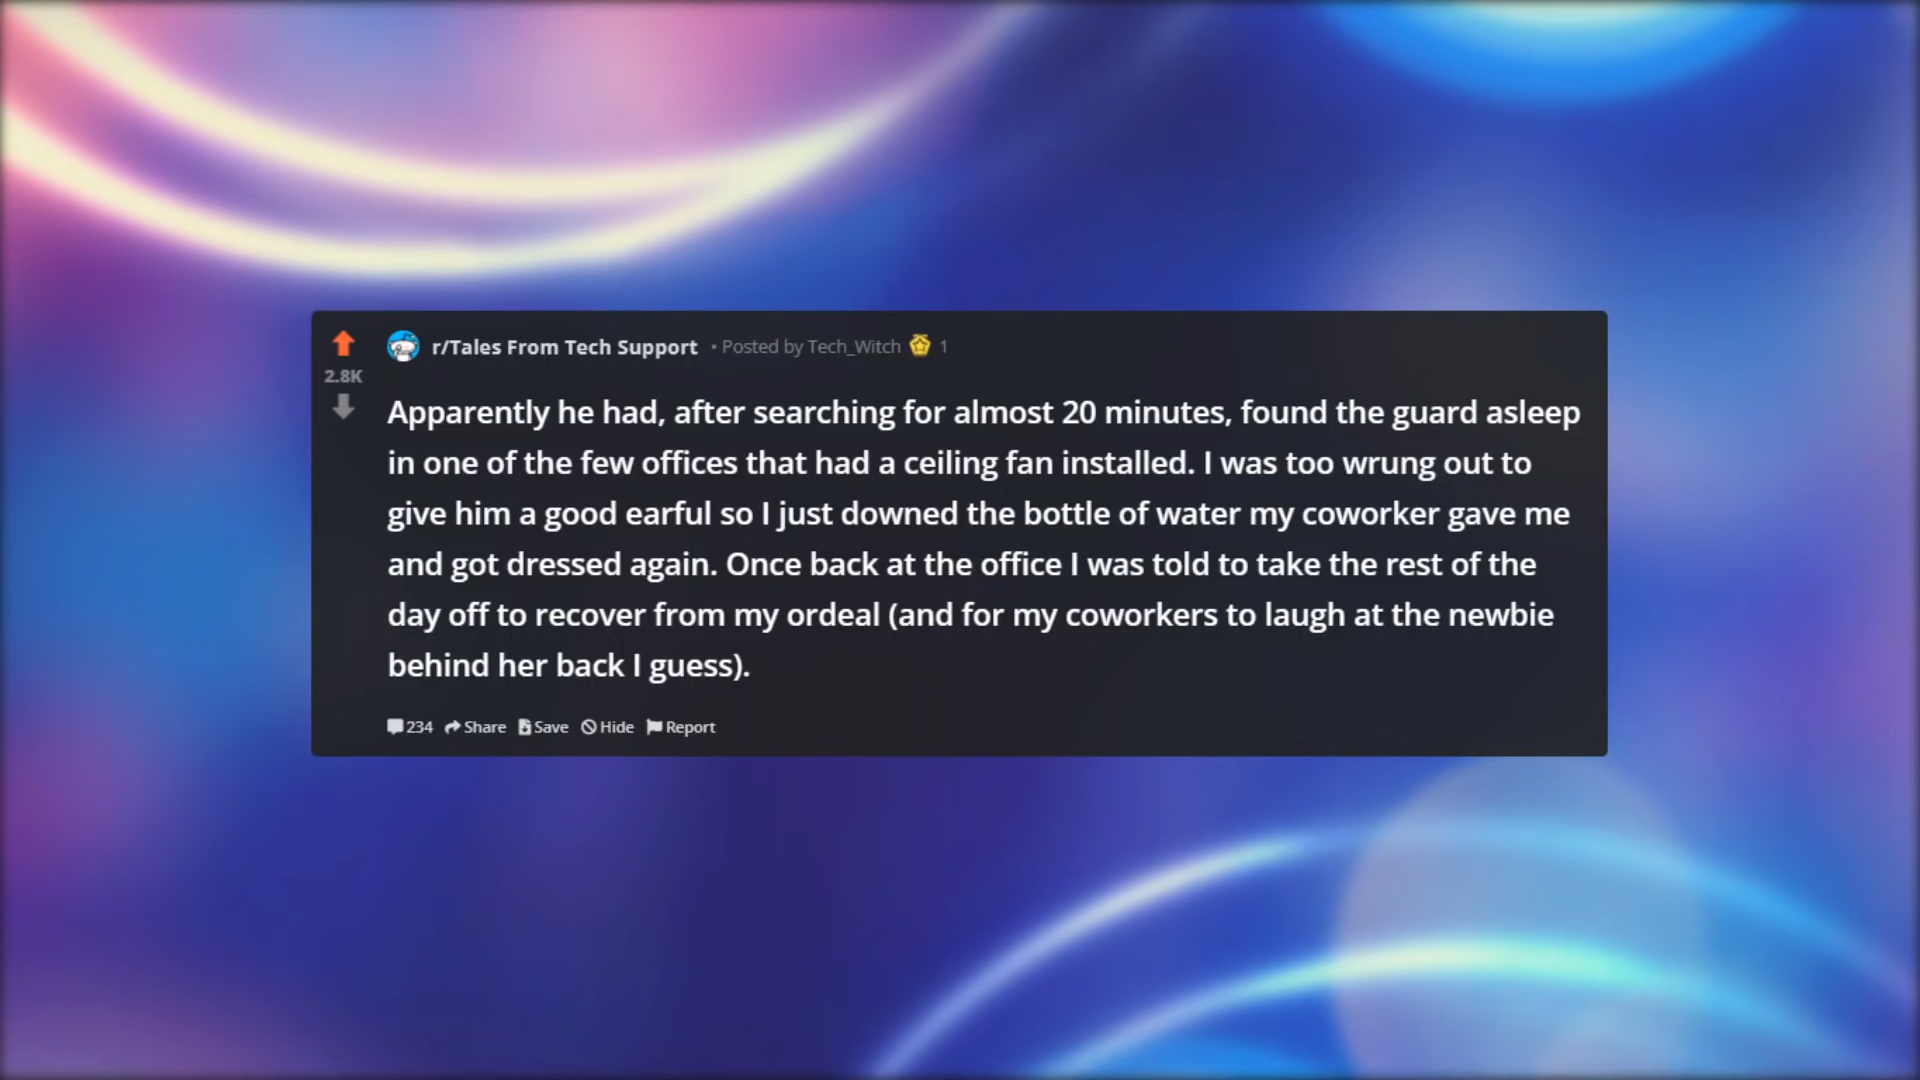 r/Tales From Tech Support • Posted by Tech_Witch 1
2.8K
Apparently he had, after searching for almost 20 minutes, found the guard asleep
in one of the few offices that had a ceiling fan installed. I was too wrung out to
give him a good earful so I just downed the bottle of water my coworker gave me
and got dressed again. Once back at the office I was told to take the rest of the
day off to recover from my ordeal (and for my coworkers to laugh at the newbie
behind her back I guess).
234 Share Save Hide Report